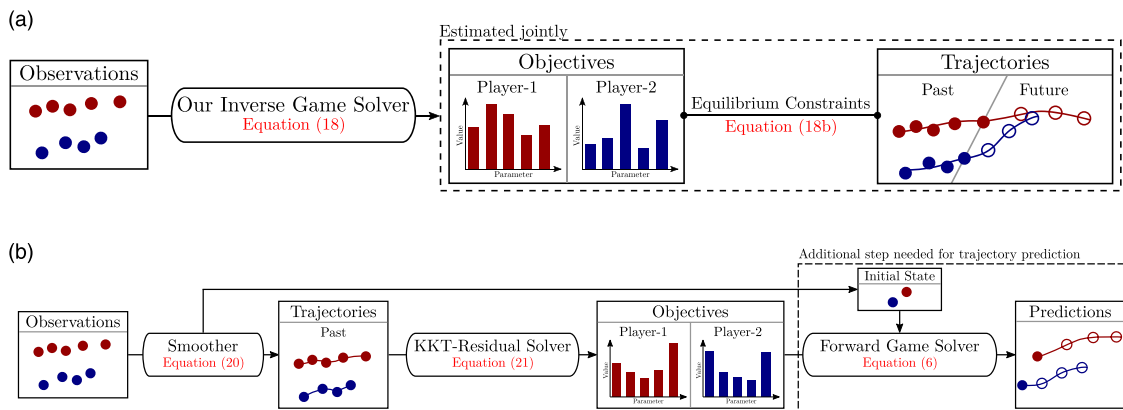 (a)
Estimated jointly
Observations
Our Inverse Game Solver
Equation (18)
Objectives
Player-1
Player-2
Value
Parameter
Value
Parameter
Equilibrium Constraints
Equation (18b)
Trajectories
Past
Future
(b)
Additional step needed for trajectory prediction
Observations
Smoother
Equation (20)
Trajectories
Past
KKT-Residual Solver
Equation (21)
Objectives
Player-1
Player-2
Value
Parameter
Value
Parameter
Initial State
Forward Game Solver
Equation (6)
Predictions